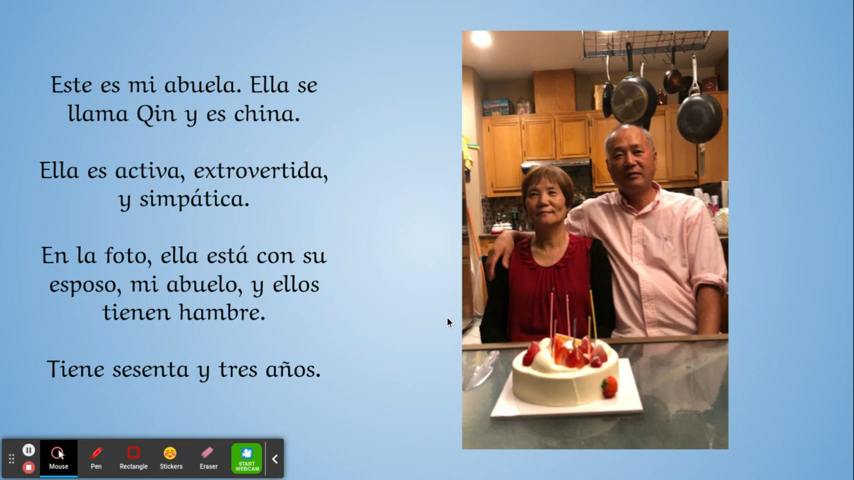 Este es mi abuela. Ella se
llama Qin y es china.
Ella es activa, extrovertida,
y simpática.
En la foto, ella está con su
esposo, mi abuelo, y ellos
tienen hambre.
Tiene sesenta y tres años.
Mouse
Pen
Rectangle
Stickers
Eraser
START
WEBCAM